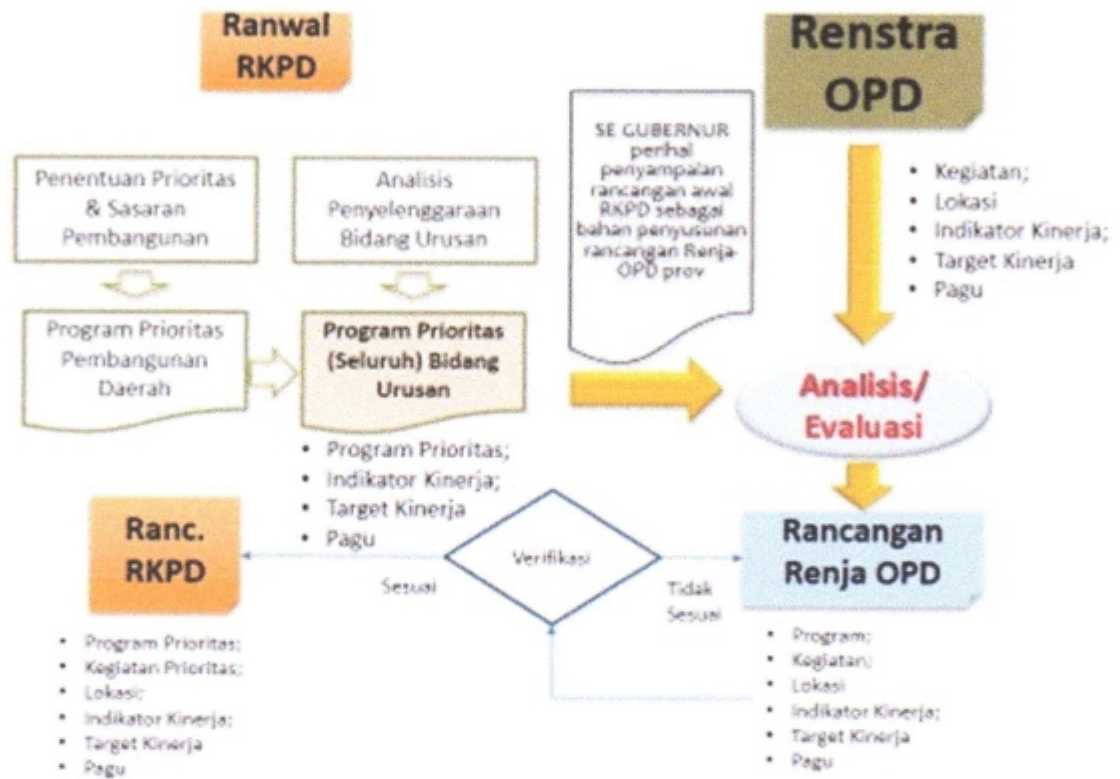 Ranwal
RKPD
Renstra
OPD
SE GUBERNUR
perihal
penyampaian
rancangan awal
RKPD sebagai
bahan penyusunan
rancangan Renja-
OPD prov
Penentuan Prioritas
& Sasaran
Pembangunan
Analisis
Penyelenggaraan
Bidang Urusan
• Kegiatan;
• Lokasi
• Indikator Kinerja;
• Target Kinerja
• Pagu
Program Prioritas
Pembangunan
Daerah
Program Prioritas
(Seluruh) Bidang
Urusan
Analisis/
Evaluasi
• Program Prioritas;
• Indikator Kinerja;
• Target Kinerja
• Pagu
Ranc.
RKPD
Sesuai
Verifikasi
Tidak
Sesuai
Rancangan
Renja OPD
• Program Prioritas;
• Kegiatan Prioritas;
• Lokasi;
• Indikator Kinerja;
• Target Kinerja
• Pagu
• Program;
• Kegiatan;
• Lokasi
• Indikator Kinerja;
• Target Kinerja
• Pagu